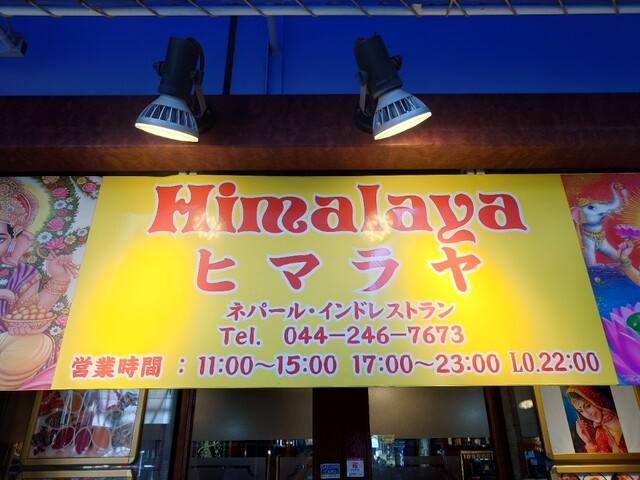 Himalaya
ヒマラヤ
ネパール・インドレストラン
Tel. 044-246-7673
営業時間 : 11:00〜15:00 17:00〜23:00 LO.22:00